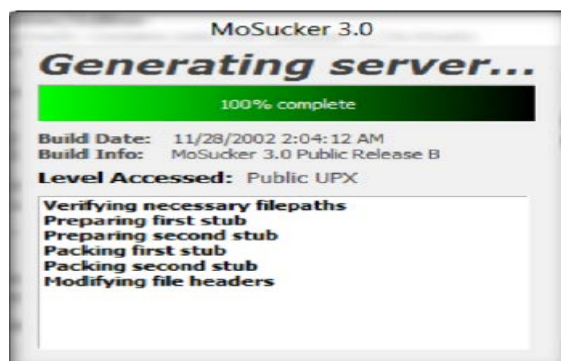 MoSucker 3.0
Generating server...
100% complete
Build Date: 11/28/2002 2:04:12 AM
Build Info: MoSucker 3.0 Public Release B
Level Accessed: Public UPX
Verifying necessary filepaths
Preparing first stub
Preparing second stub
Packing first stub
Packing second stub
Modifying file headers